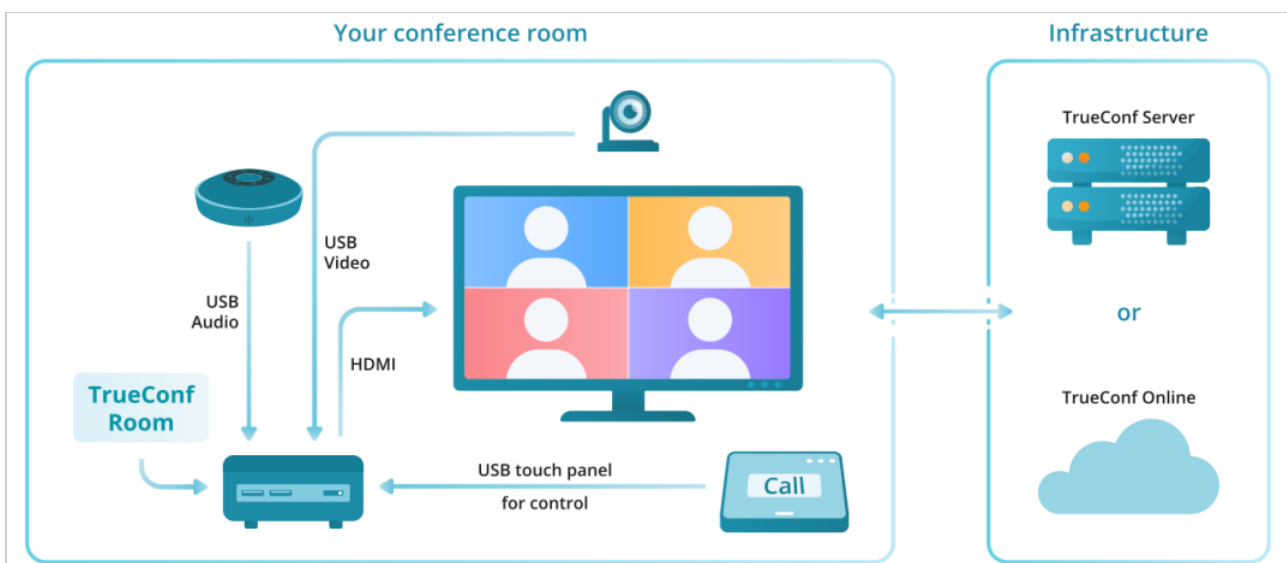 Your conference room
Infrastructure
TrueConf Server
USB
Video
USB
Audio
or
HDMI
TrueConf
Room
TrueConf Online
USB touch panel
for control
Call